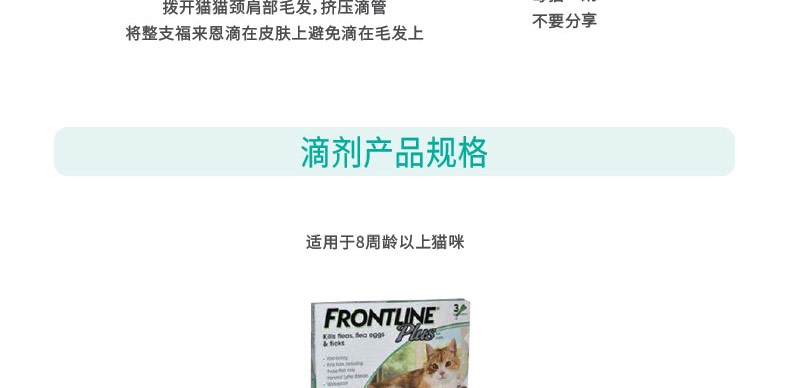 拨开猫猫颈肩部毛发,挤压滴管
将整支福来恩滴在皮肤上避免滴在毛发上
不要分享
滴剂产品规格
适用于8周龄以上猫咪
FRONTLINE
Plus
3
Kills fleas, flea eggs
& ticks